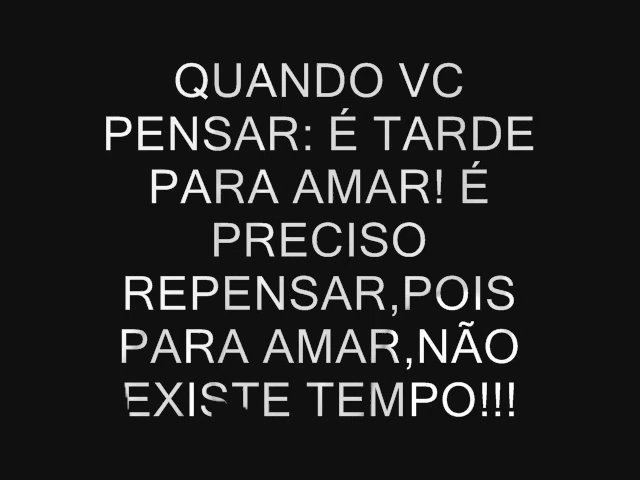 QUANDO VC
PENSAR: É TARDE
PARA AMAR! É
PRECISO
REPENSAR,POIS
PARA AMAR,NÃO
EXISTE TEMPO!!!